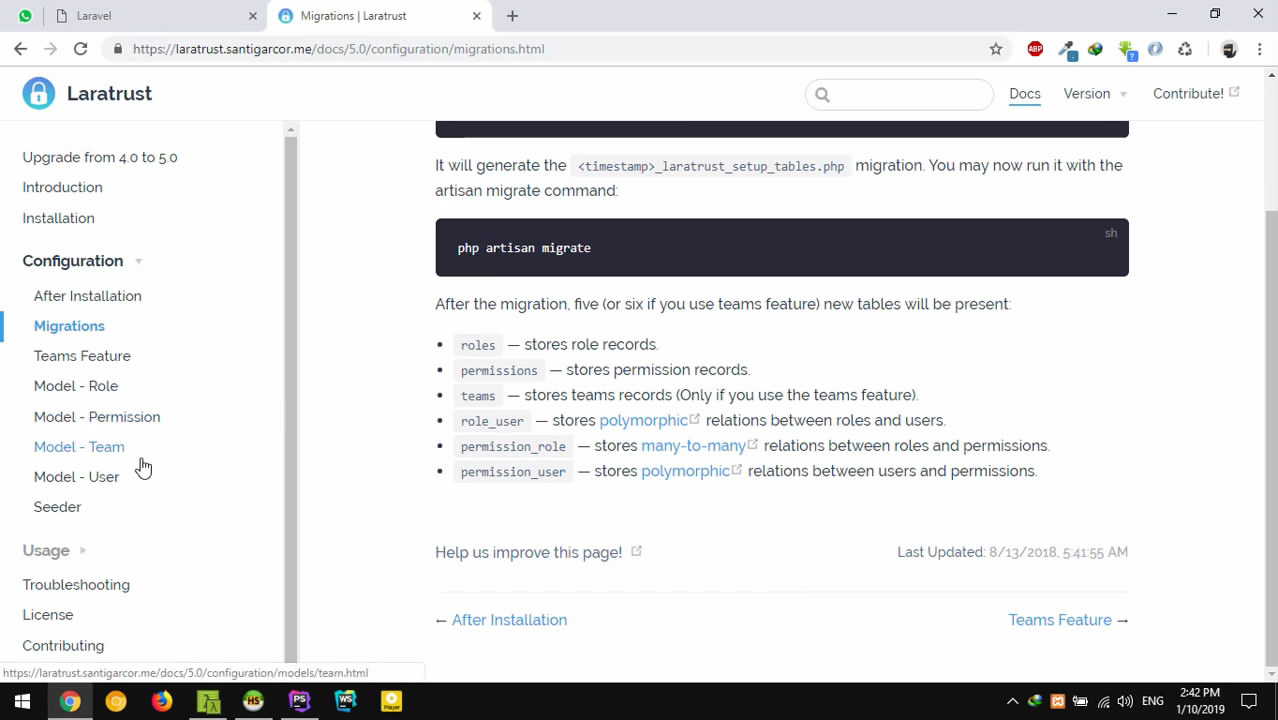 Laravel
Migrations | Laratrust
https://laratrust.santigarcor.me/docs/5.0/configuration/migrations.html
ABP
?
Laratrust
Docs
Version
Contribute!
Upgrade from 4.0 to 5.0
Introduction
Installation
Configuration
After Installation
Migrations
Teams Feature
Model - Role
Model - Permission
Model - Team
Model - User
Seeder
Usage
Troubleshooting
License
Contributing
It will generate the <timestamp>_laratrust_setup_tables.php migration. You may now run it with the
artisan migrate command:
sh
php artisan migrate
After the migration, five (or six if you use teams feature) new tables will be present:
• roles — stores role records.
• permissions — stores permission records.
• teams — stores teams records (Only if you use the teams feature).
• role_user — stores polymorphic relations between roles and users.
• permission_role — stores many-to-many relations between roles and permissions.
• permission_user — stores polymorphic relations between users and permissions.
Help us improve this page!
Last Updated: 8/13/2018, 5:41:55 AM
← After Installation
Teams Feature →
https://laratrust.santigarcor.me/docs/5.0/configuration/models/team.html
HS
PS
WS
Player
ENG
2:42 PM
1/10/2019